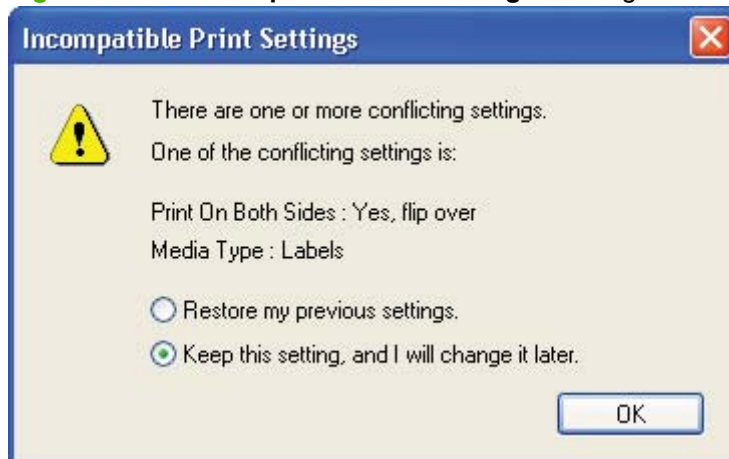 Incompatible Print Settings
There are one or more conflicting settings.
One of the conflicting settings is:
Print On Both Sides : Yes, flip over
Media Type : Labels
Restore my previous settings.
Keep this setting, and I will change it later.
OK